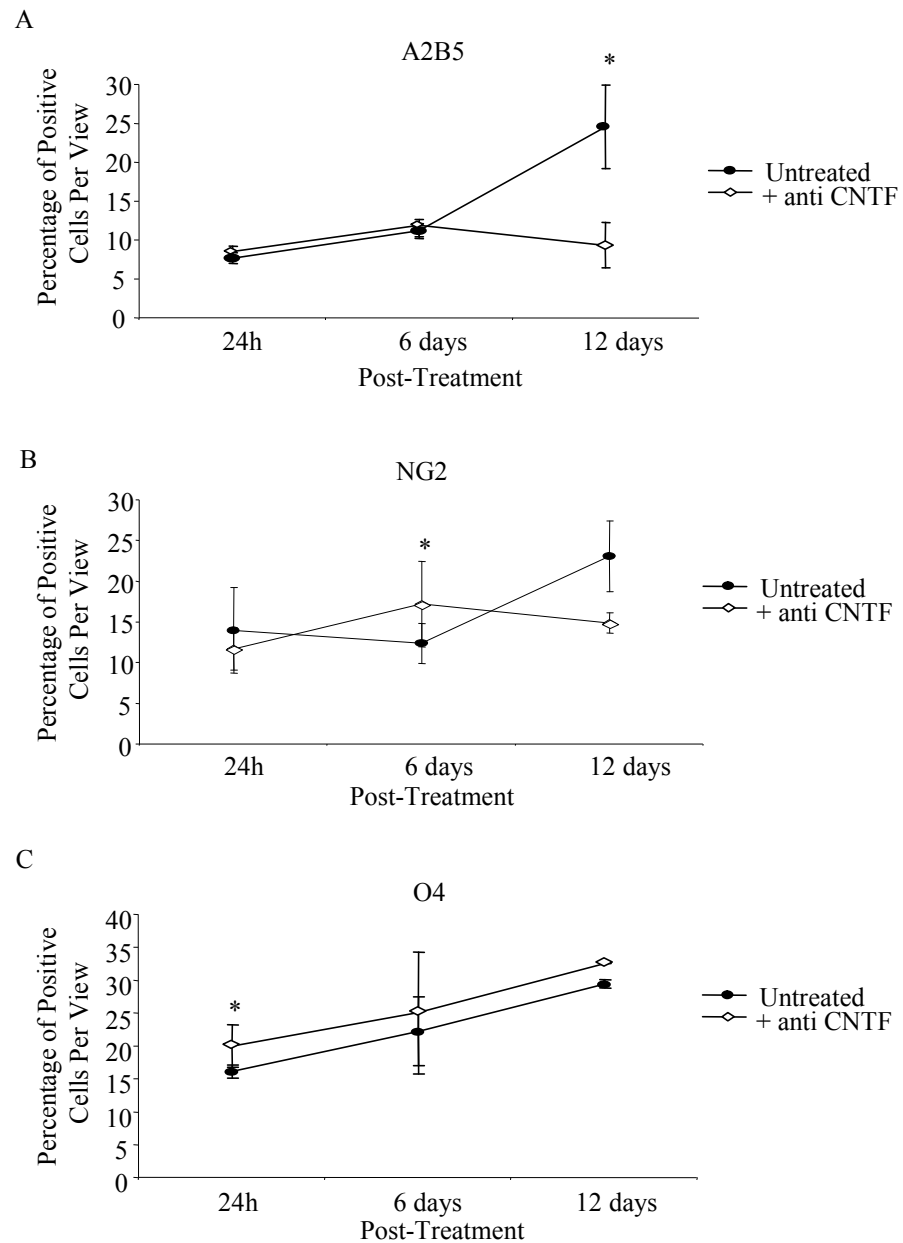 A
A2B5
*
30
25
20
15
10
5
0
Percentage of Positive
Cells Per View
24h 6 days 12 days
Post-Treatment
Untreated
+ anti CNTF
B
NG2
*
30
25
20
15
10
5
0
Percentage of Positive
Cells Per View
24h 6 days 12 days
Post-Treatment
Untreated
+ anti CNTF
C
O4
*
40
35
30
25
20
15
10
5
0
Percentage of Positive
Cells Per View
24h 6 days 12 days
Post-Treatment
Untreated
+ anti CNTF